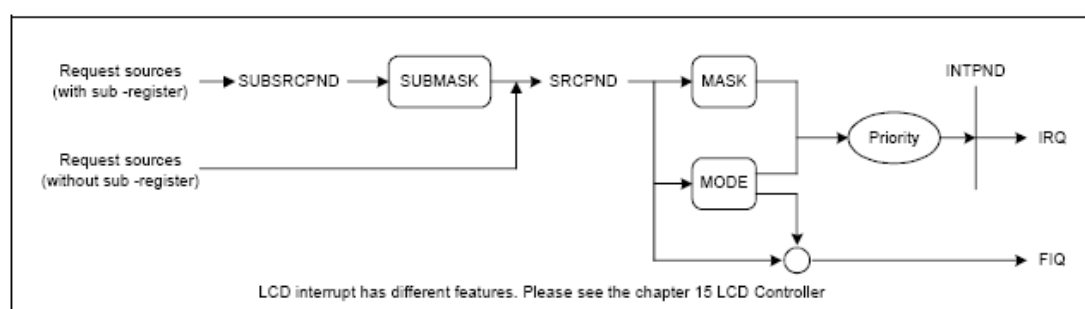 Request sources
(with sub -register)
SUBSRCPND
SUBMASK
SRCPND
MASK
INTPND
Priority
IRQ
Request sources
(without sub -register)
MODE
FIQ
LCD interrupt has different features. Please see the chapter 15 LCD Controller